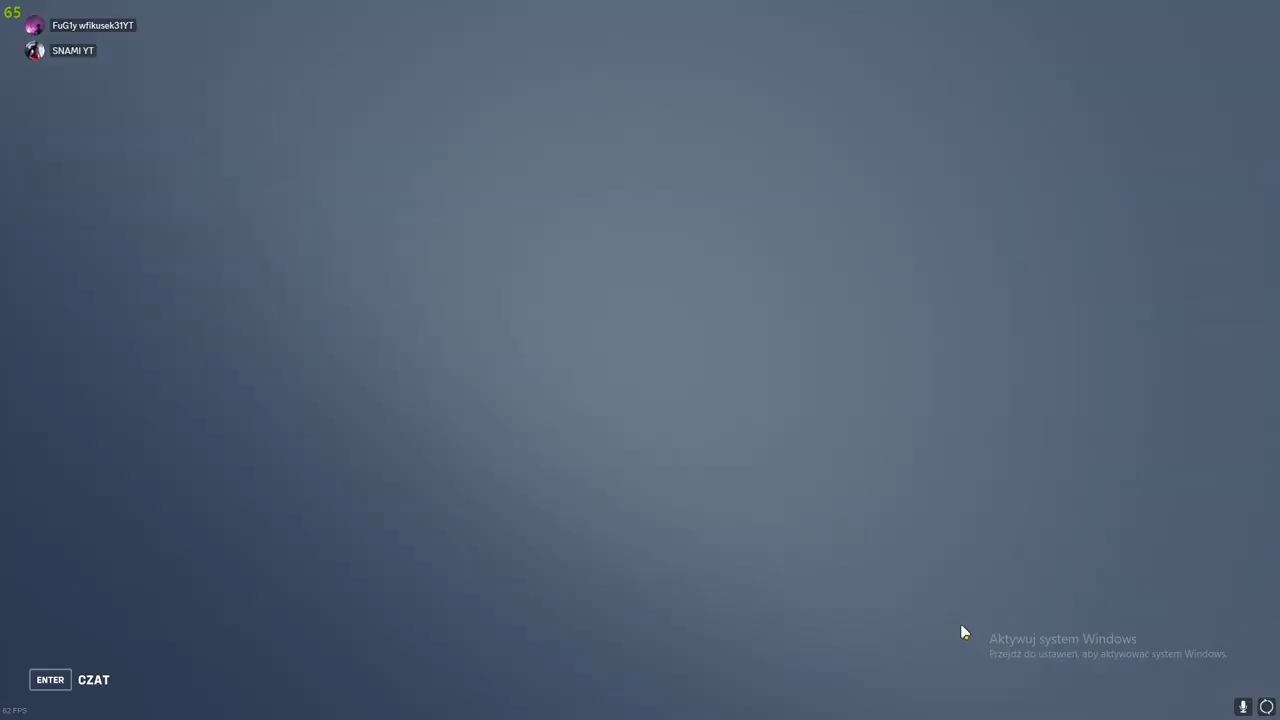 65
FuG1y wfikusek31YT
SNAMI YT
Aktywuj system Windows
Przejdź do ustawień, aby aktywować system Windows.
ENTER CZAT
62 FPS